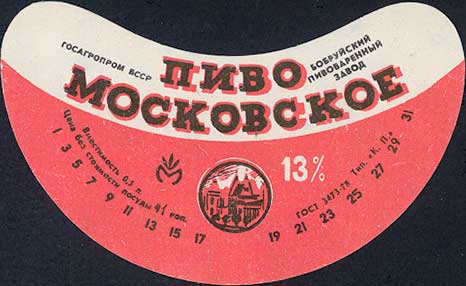 ГОСАГРОПРОМ БССР
ПИВО
МОСКОВСКОЕ
БОБРУЙСКИЙ
ПИВОВАРЕННЫЙ
ЗАВОД
Вместимость 0,5 л.
Цена без стоимости посуды 41 коп.
13%
ГОСТ 3473-78 Тип. «К. П.»
1 3 5 7 9 11 13 15 17 19 21 23 25 27 29 31